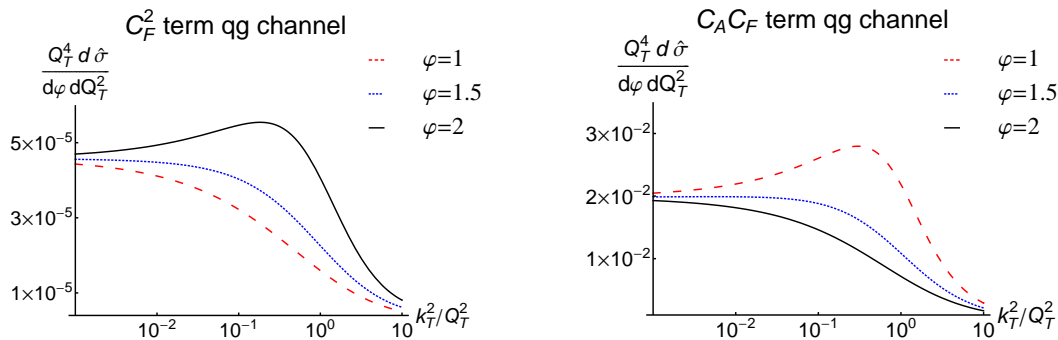 C_F^2 term qg channel
Q_T^4 d σ̂
dφ dQ_T^2
φ=1
φ=1.5
φ=2
5×10^-5
3×10^-5
1×10^-5
10^-2
10^-1
10^0
10
k_T^2/Q_T^2
C_A C_F term qg channel
Q_T^4 d σ̂
dφ dQ_T^2
φ=1
φ=1.5
φ=2
3×10^-2
2×10^-2
1×10^-2
10^-2
10^-1
10^0
10
k_T^2/Q_T^2